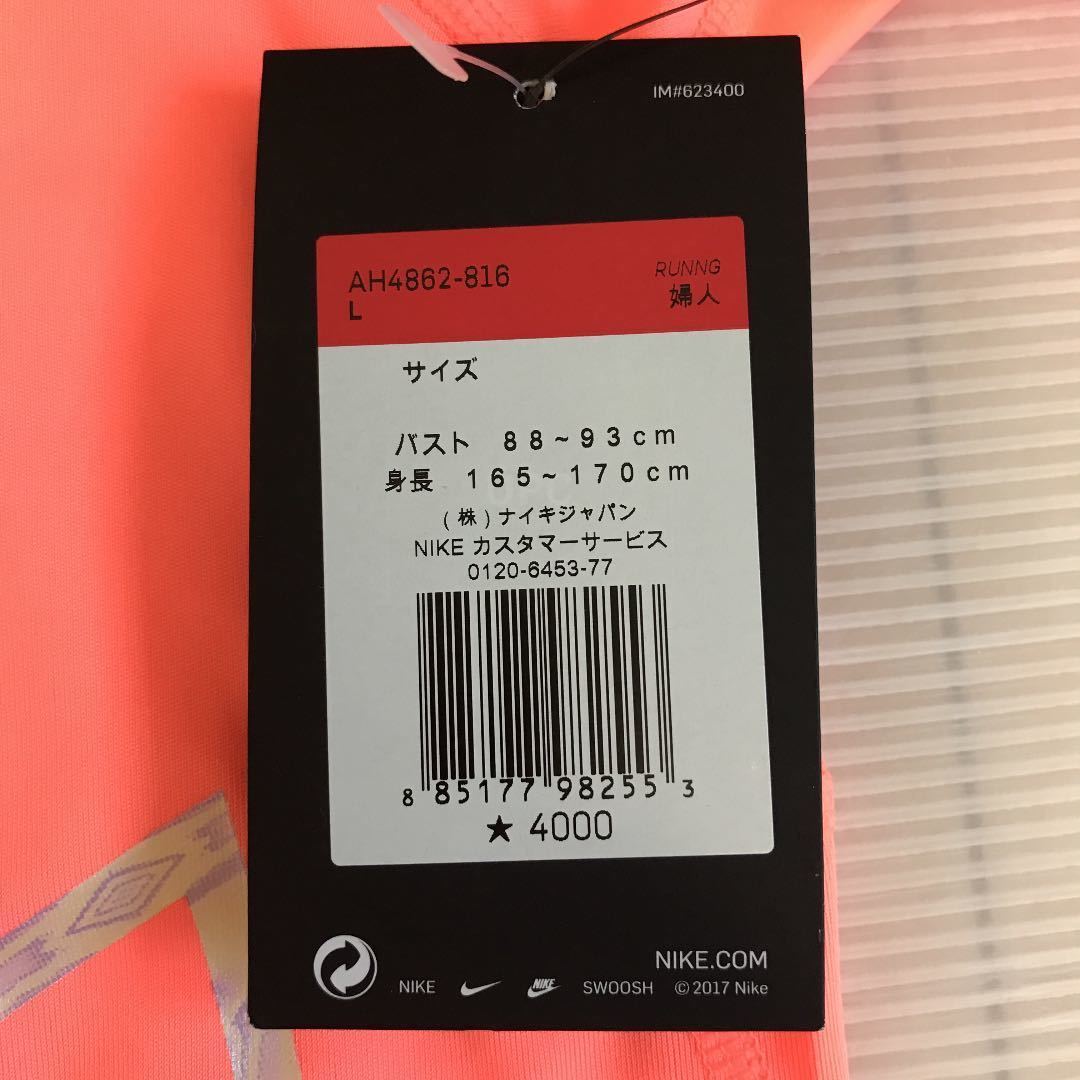 IM#623400
AH4862-816
L
RUNNG
婦人
サイズ
バスト 88~93cm
身長 165~170cm
(株)ナイキジャパン
NIKE カスタマーサービス
0120-6453-77
8 85177 98255 3
★ 4000
NIKE.COM
NIKE NIKE SWOOSH © 2017 Nike